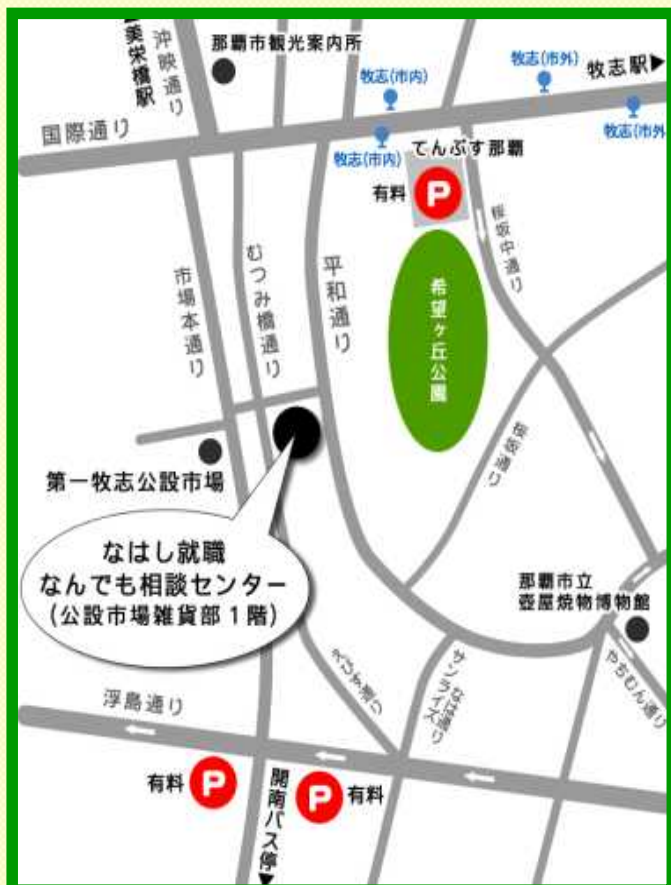 美栄橋駅
沖映通り
那覇市観光案内所
牧志(市内)
牧志(市外)
牧志駅▶
国際通り
牧志(市内)
てんぶす那覇
牧志(市外
有料
P
桜坂中通り
市場本通り
むつみ橋通り
平和通り
希望ヶ丘公園
桜坂通り
第一牧志公設市場
なはし就職
なんでも相談センター
(公設市場雑貨部1階)
那覇市立
壺屋焼物博物館
えびす通り
サンライズ
なは通り
やちむん通り
浮島通り
有料
P
P
有料
開南バス停